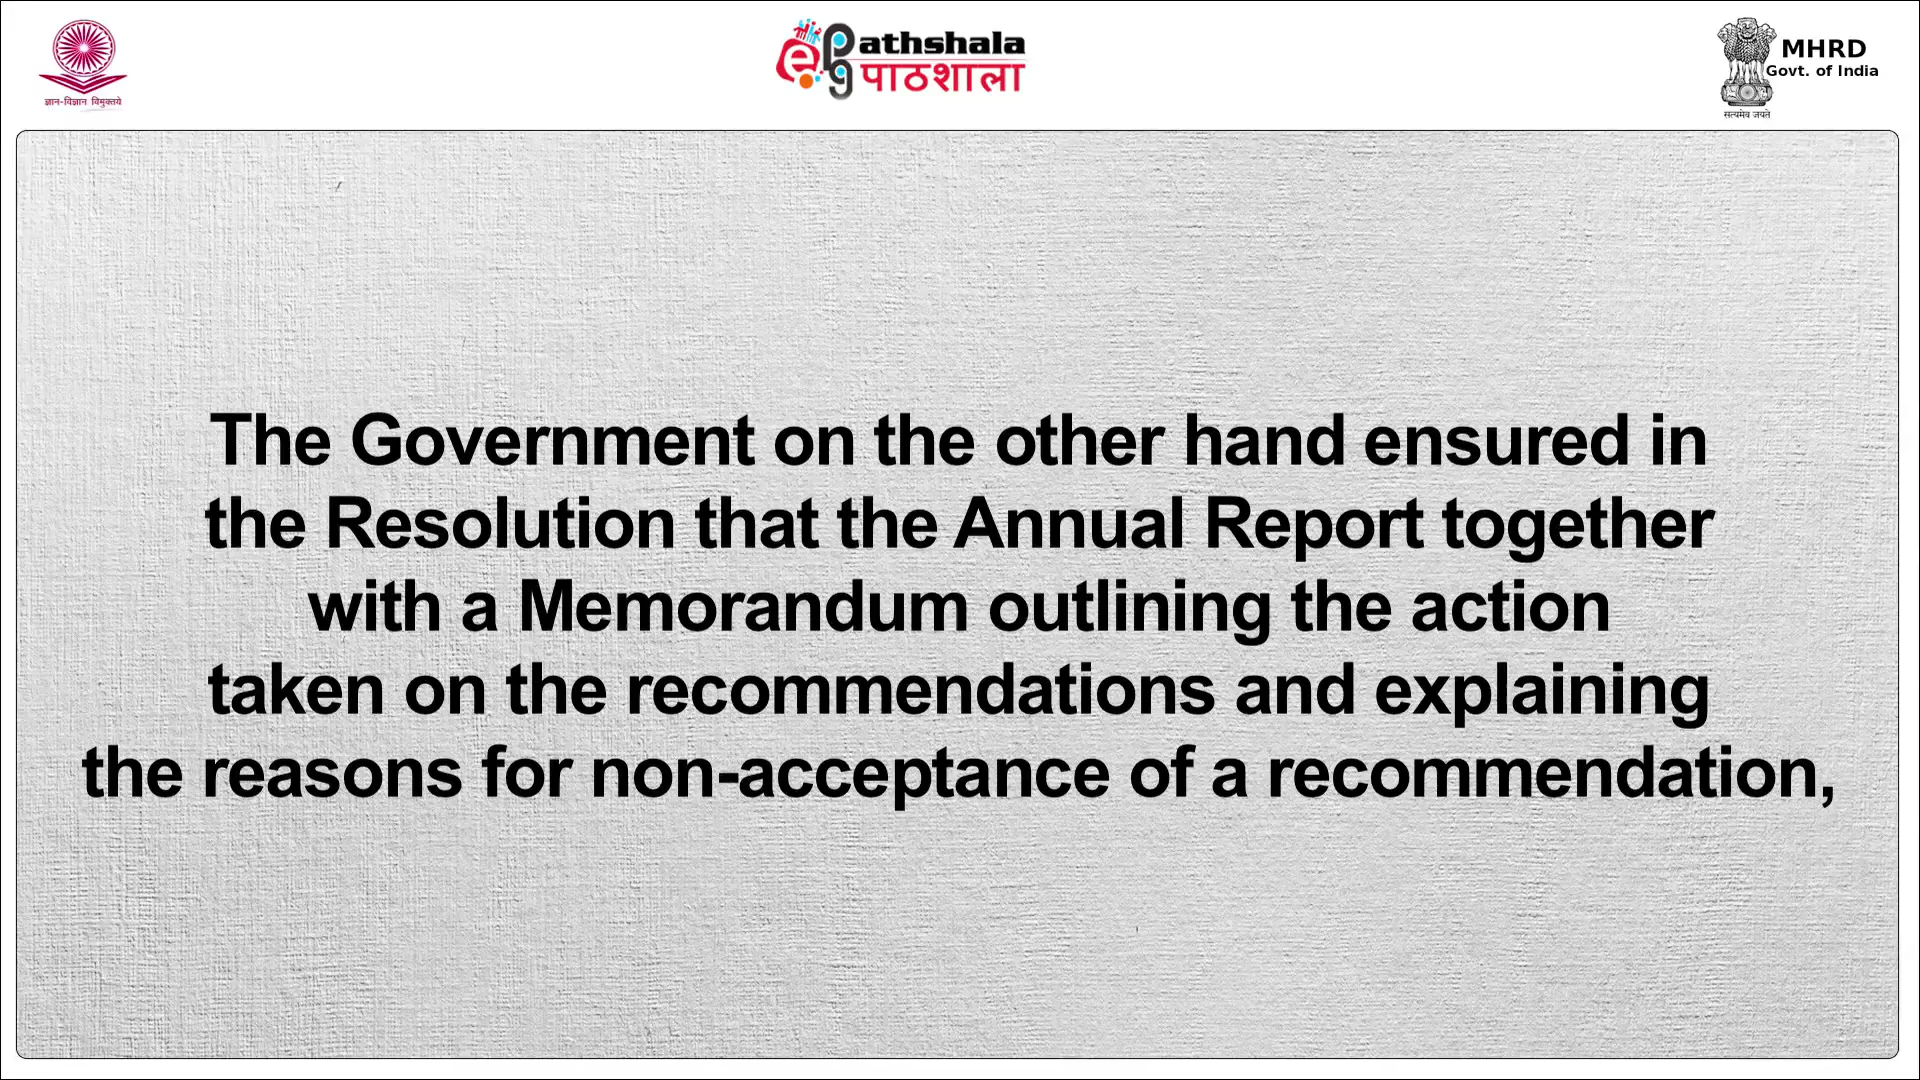 ज्ञान-विज्ञान विमुक्तये
ePG athshala
पाठशाला
MHRD
Govt. of India
सत्यमेव जयते
The Government on the other hand ensured in
the Resolution that the Annual Report together
with a Memorandum outlining the action
taken on the recommendations and explaining
the reasons for non-acceptance of a recommendation,